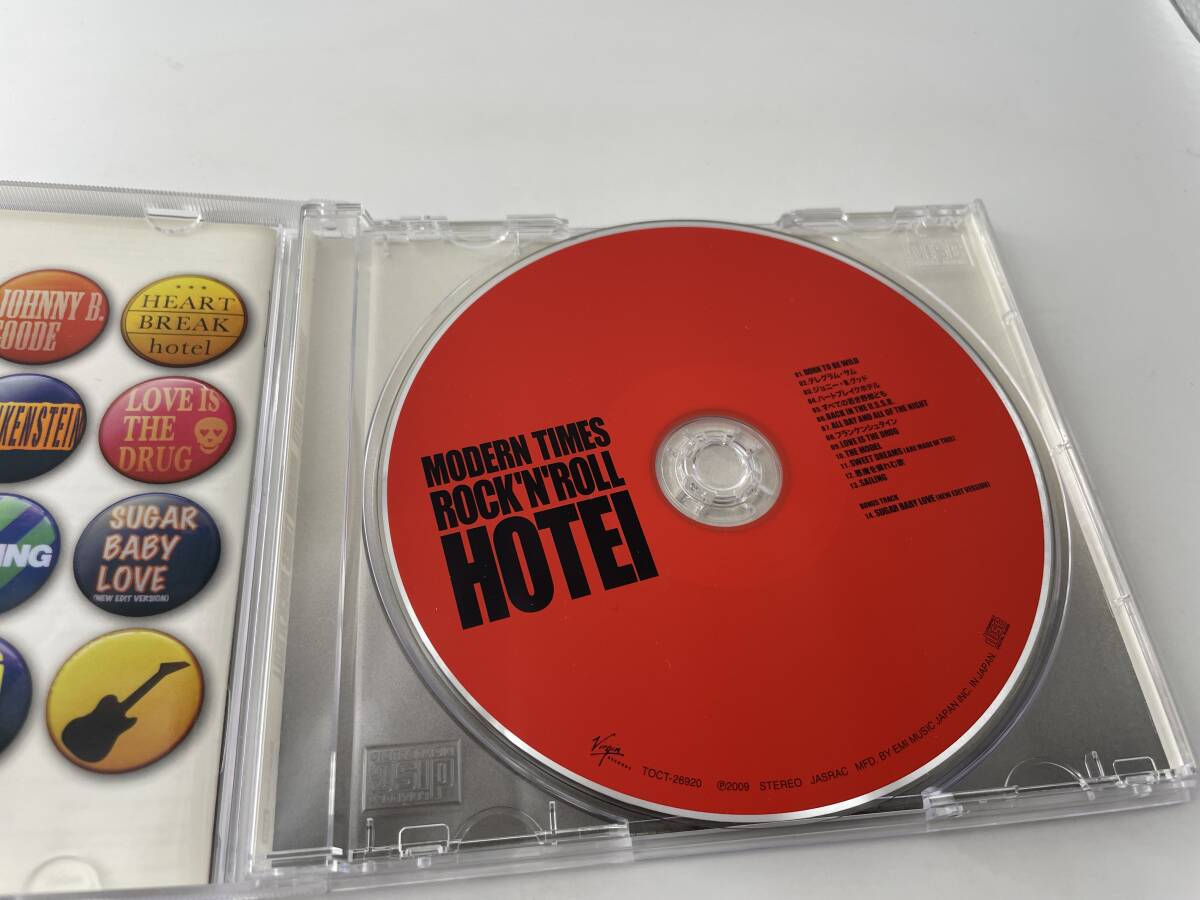 JOHNNY B.
GOODE
HEART
BREAK
hotel
KENSTEIN
LOVE IS
THE
DRUG
ING
SUGAR
BABY
LOVE
(NEW EDIT VERSION)
MODERN TIMES
ROCK'N'ROLL
HOTEI
01. BORN TO BE WILD
02. テレグラム・サム
03. ジョニー・B.グッド
04. ハートブレイクホテル
05. すべての若き野郎ども
06. BACK IN THE U.S.S.R.
07. ALL DAY AND ALL OF THE NIGHT
08. フランケンシュタイン
09. LOVE IS THE DRUG
10. THE MODEL
11. SWEET DREAMS (ARE MADE OF THIS)
12. 悪魔を憐れむ歌
13. SAILING
BONUS TRACK
14. SUGAR BABY LOVE (NEW EDIT VERSION)
Virgin
RECORDS
TOCT-26920 ℗2009 STEREO JASRAC MFD. BY EMI MUSIC JAPAN INC. IN JAPAN.